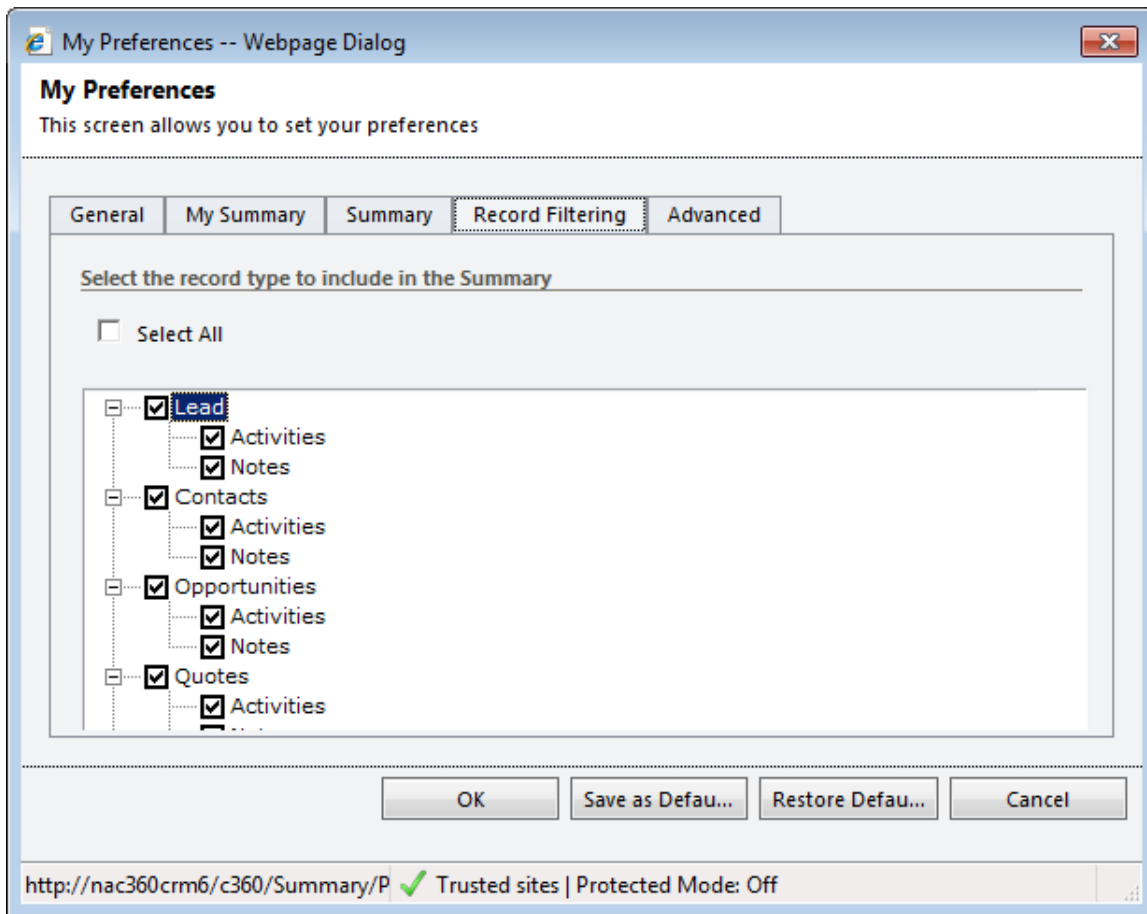 My Preferences -- Webpage Dialog
My Preferences
This screen allows you to set your preferences
General My Summary Summary Record Filtering Advanced
Select the record type to include in the Summary
Select All
Lead
Activities
Notes
Contacts
Activities
Notes
Opportunities
Activities
Notes
Quotes
Activities
OK Save as Defau... Restore Defau... Cancel
http://nac360crm6/c360/Summary/P Trusted sites | Protected Mode: Off